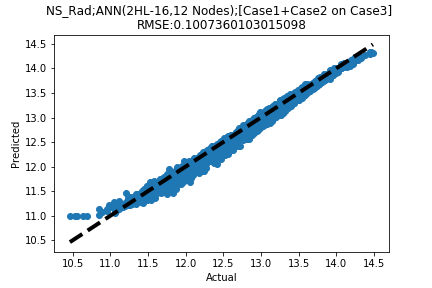 NS_Rad;ANN(2HL-16,12 Nodes);[Case1+Case2 on Case3]
RMSE:0.1007360103015098
14.5
14.0
13.5
13.0
12.5
12.0
11.5
11.0
10.5
Predicted
10.5 11.0 11.5 12.0 12.5 13.0 13.5 14.0 14.5
Actual